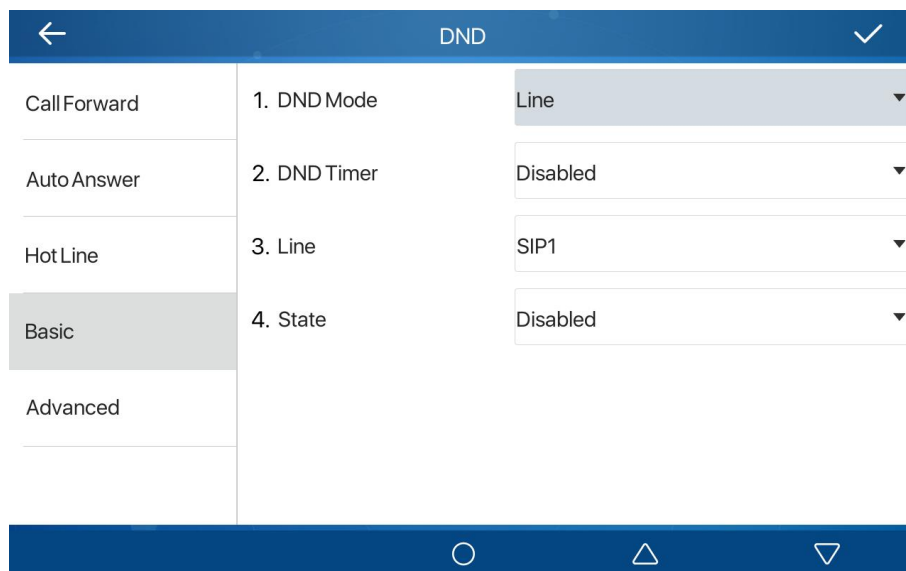 DND
Call Forward
1. DND Mode
Line
Auto Answer
2. DND Timer
Disabled
Hot Line
3. Line
SIP1
Basic
4. State
Disabled
Advanced